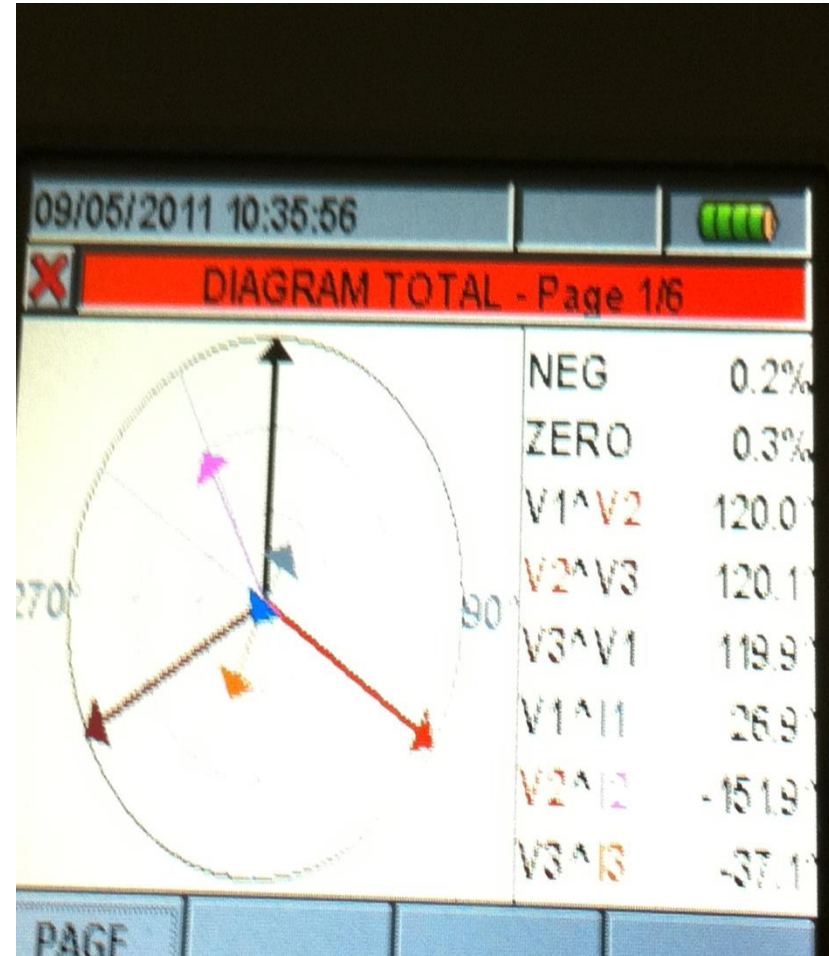 09/05/2011 10:35:56
DIAGRAM TOTAL - Page 1/6
NEG 0.2%
ZERO 0.3%
V1^V2 120.0°
V2^V3 120.1°
270° 90°
V3^V1 119.9°
V1^I1 26.9°
V2^I2 -151.9°
V3^I3 -37.1°
PAGE